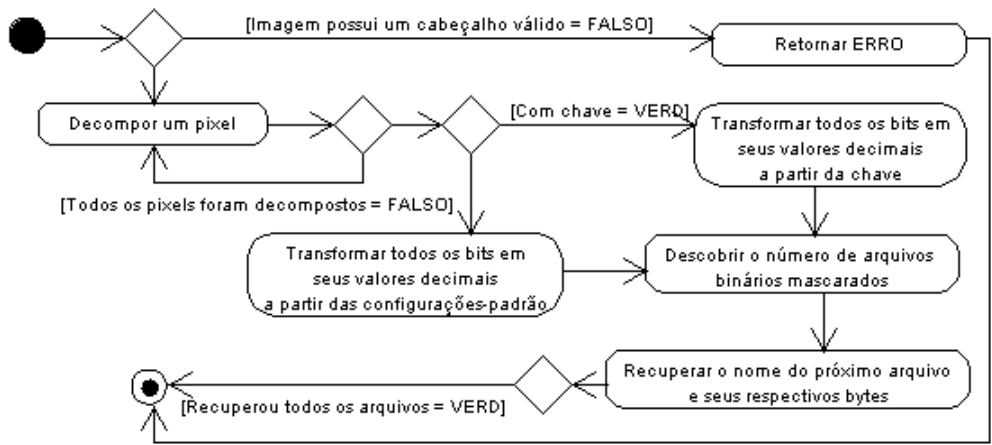 [Imagem possui um cabeçalho válido = FALSO]
Retornar ERRO
Decompor um pixel
[Com chave = VERD]
Transformar todos os bits em
seus valores decimais
a partir da chave
[Todos os pixels foram decompostos = FALSO]
Transformar todos os bits em
seus valores decimais
a partir das configurações-padrão
Descobrir o número de arquivos
binários mascarados
Recuperar o nome do próximo arquivo
e seus respectivos bytes
[Recuperou todos os arquivos = VERD]